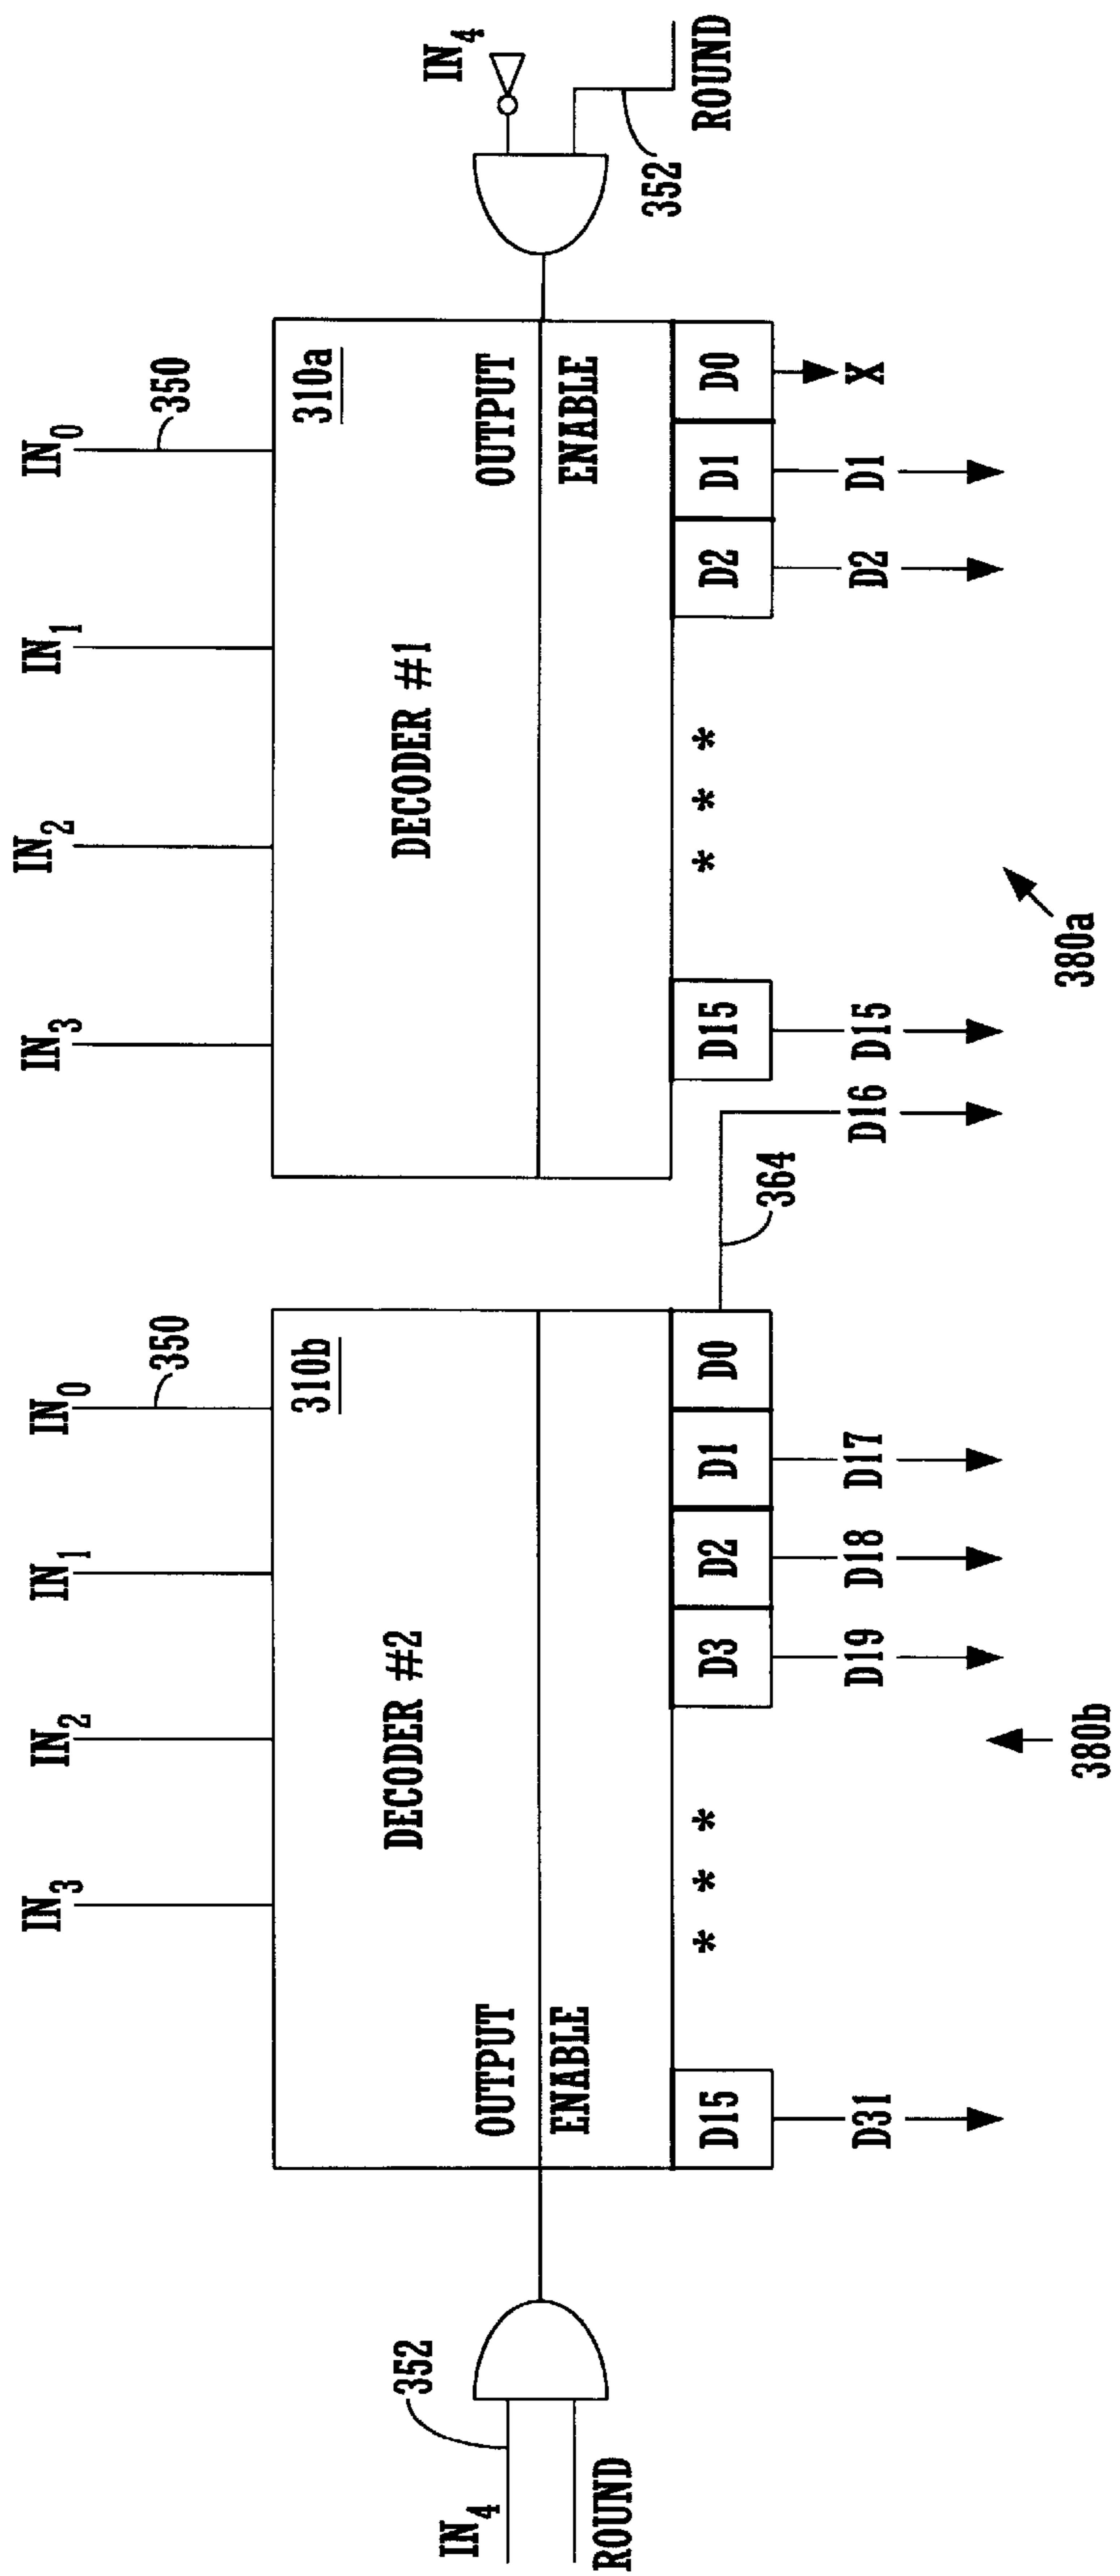 IN3 IN2 IN1 IN0 IN3 IN2 IN1 IN0
350 350
310b 310a
DECODER #2 DECODER #1
352 IN4
IN4 OUTPUT OUTPUT
ROUND ENABLE ENABLE
352 ROUND
D15 * * * D3 D2 D1 D0 D15 * * * D2 D1 D0
364
D31 D19 D18 D17 D16 D15 D2 D1 X
380b 380a